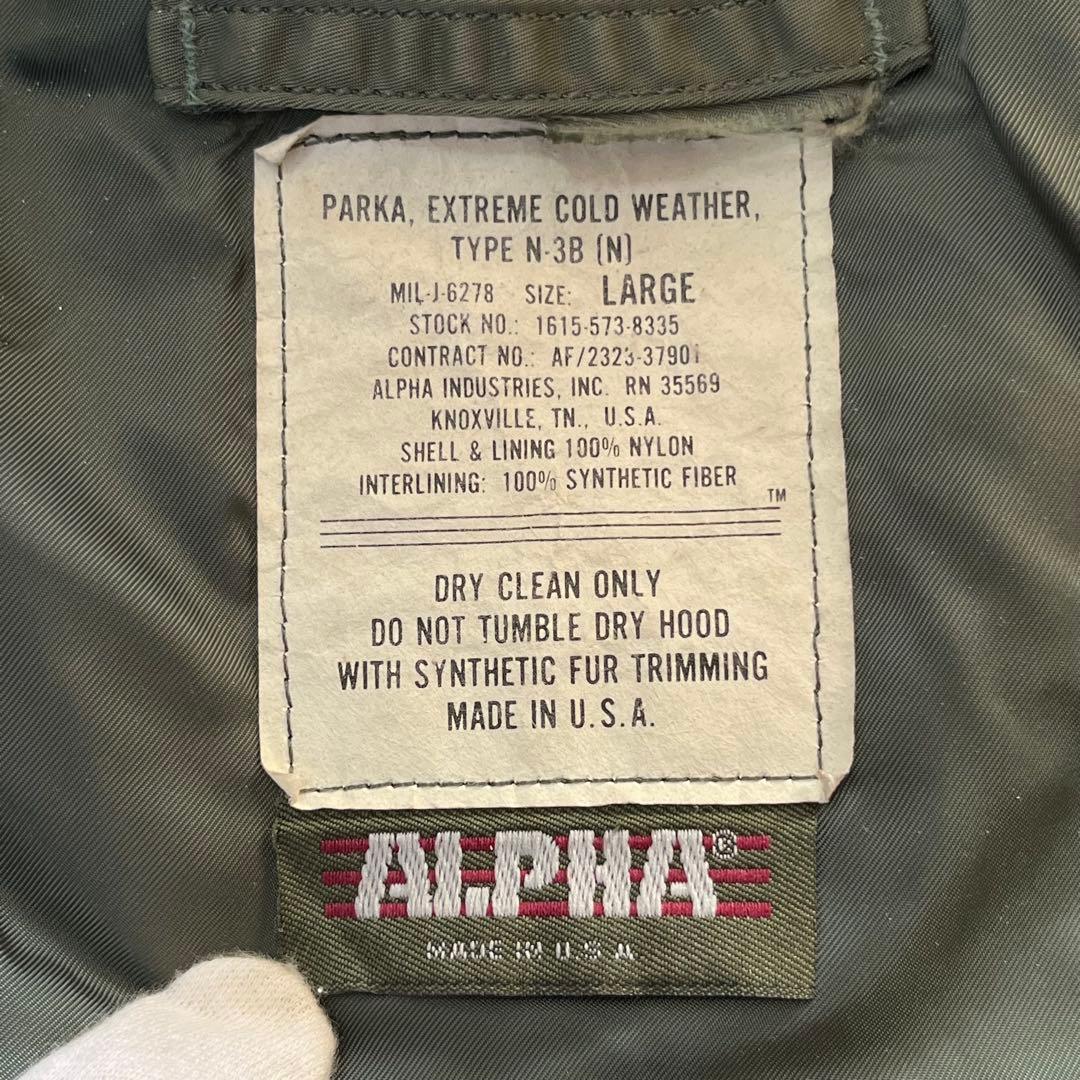 PARKA, EXTREME COLD WEATHER,
TYPE N-3B (N)
MIL-J-6278 SIZE: LARGE
STOCK NO.: 1615-573-8335
CONTRACT NO.: AF/2323-37901
ALPHA INDUSTRIES, INC. RN 35569
KNOXVILLE, TN., U.S.A.
SHELL & LINING 100% NYLON
INTERLINING: 100% SYNTHETIC FIBER
TM
DRY CLEAN ONLY
DO NOT TUMBLE DRY HOOD
WITH SYNTHETIC FUR TRIMMING
MADE IN U.S.A.
ALPHA®
MADE IN U.S.A.